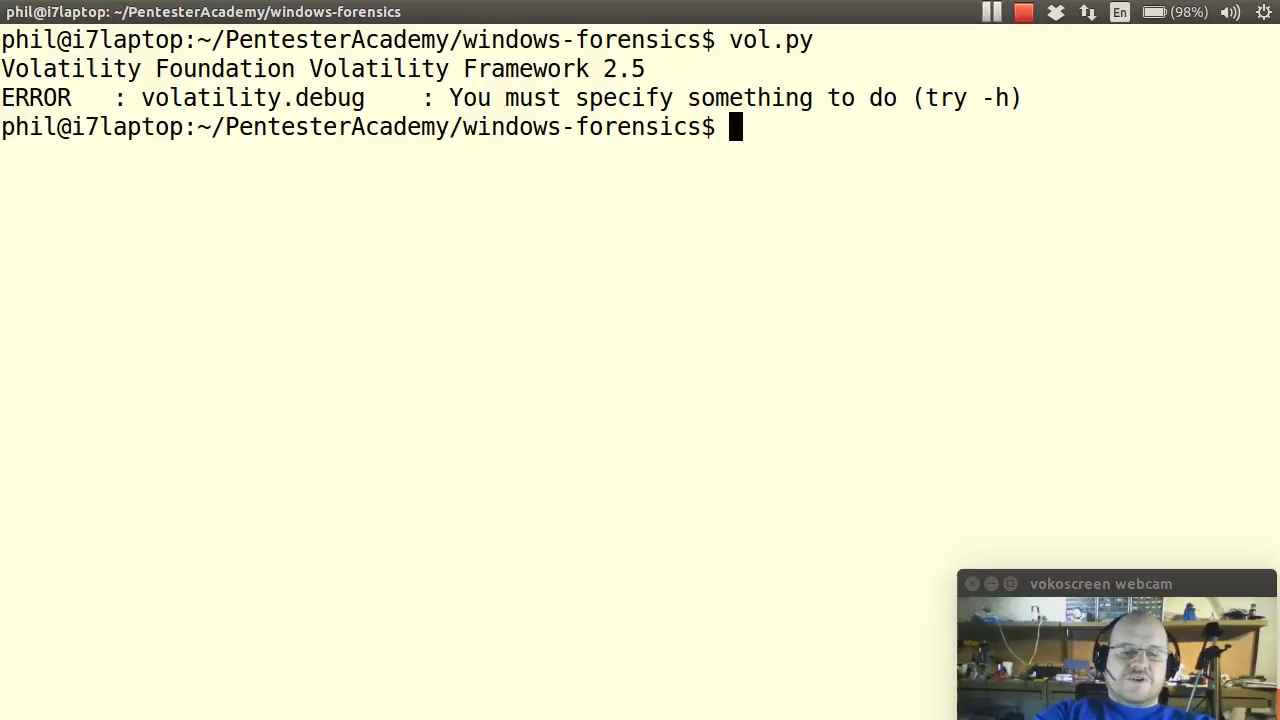 phil@i7laptop: ~/PentesterAcademy/windows-forensics
En
(98%)
phil@i7laptop:~/PentesterAcademy/windows-forensics$ vol.py
Volatility Foundation Volatility Framework 2.5
ERROR   : volatility.debug    : You must specify something to do (try -h)
phil@i7laptop:~/PentesterAcademy/windows-forensics$
vokoscreen webcam